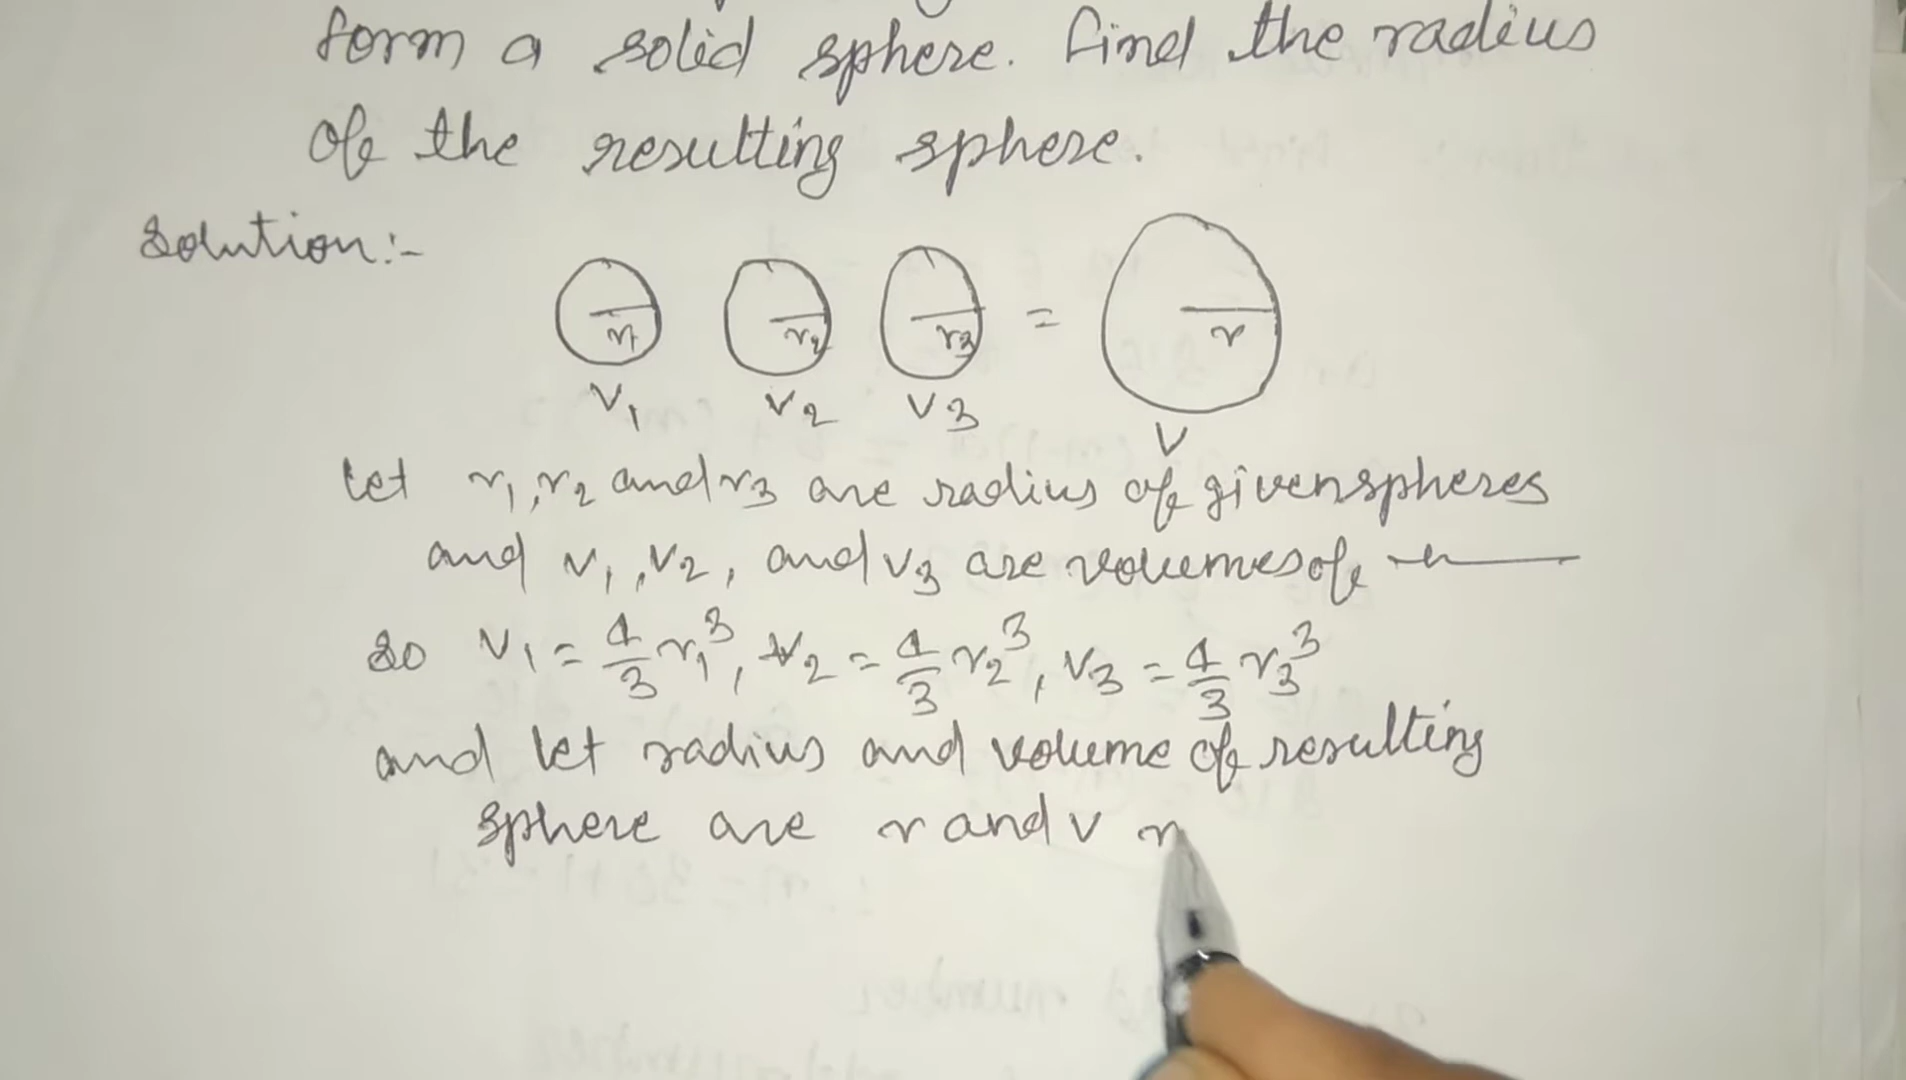 form a solid sphere. find the radius
of the resulting sphere.
Solution:-
r1 r2 r3 = r
V1 V2 V3 V
let r1, r2 and r3 are radius of given spheres
and v1, v2, and v3 are volumes of
so v1 = 4/3 r1^3, v2 = 4/3 r2^3, v3 = 4/3 r3^3
and let radius and volume of resulting
sphere are r and v r